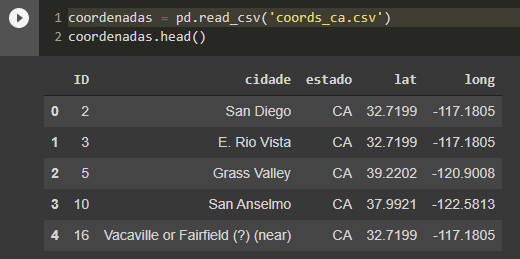 1 coordenadas = pd.read_csv('coords_ca.csv')
2 coordenadas.head()
ID cidade estado lat long
0 2 San Diego CA 32.7199 -117.1805
1 3 E. Rio Vista CA 32.7199 -117.1805
2 5 Grass Valley CA 39.2202 -120.9008
3 10 San Anselmo CA 37.9921 -122.5813
4 16 Vacaville or Fairfield (?) (near) CA 32.7199 -117.1805